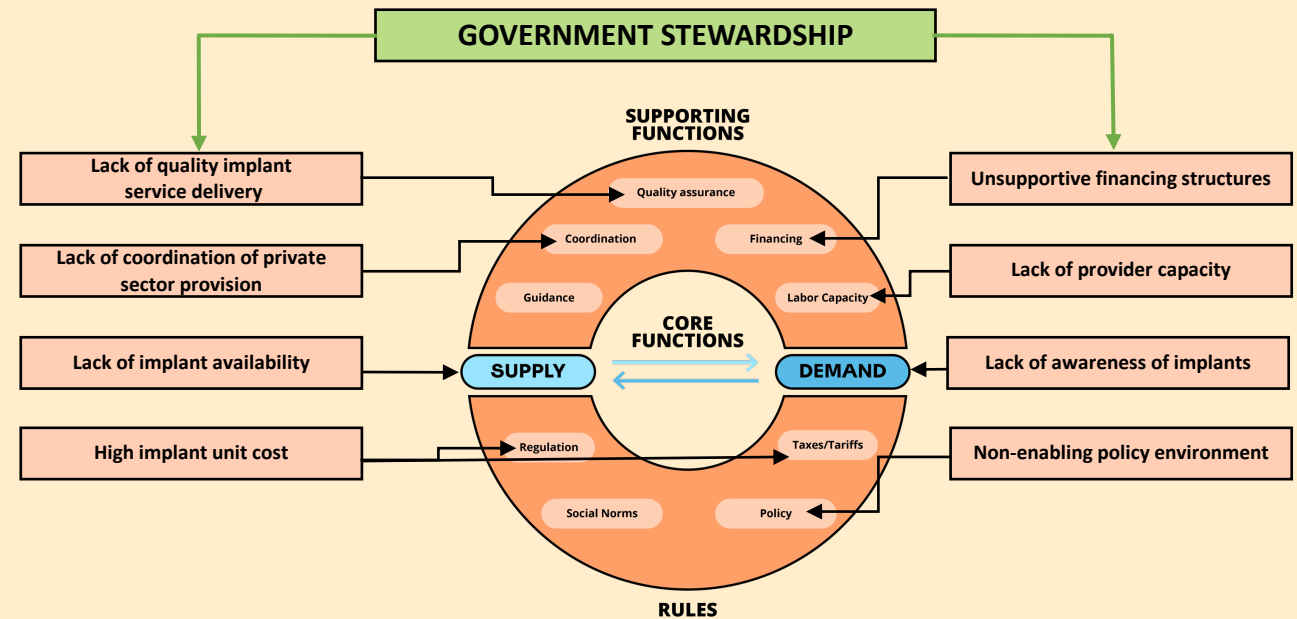 GOVERNMENT STEWARDSHIP
SUPPORTING
FUNCTIONS
Lack of quality implant
service delivery
Quality assurance
Unsupportive financing structures
Lack of coordination of private
sector provision
Coordination
Financing
Lack of provider capacity
Guidance
Labor Capacity
CORE
FUNCTIONS
Lack of implant availability
SUPPLY
DEMAND
Lack of awareness of implants
High implant unit cost
Regulation
Taxes/Tariffs
Non-enabling policy environment
Social Norms
Policy
RULES